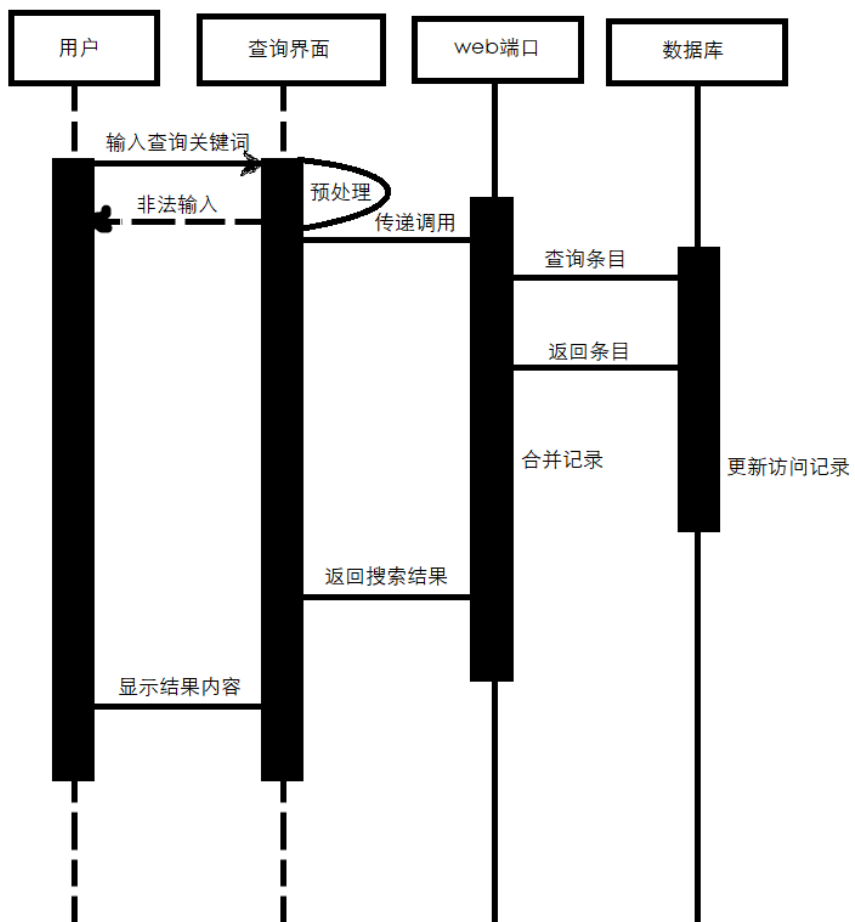 用户
查询界面
web端口
数据库
输入查询关键词
预处理
非法输入
传递调用
查询条目
返回条目
合并记录
更新访问记录
返回搜索结果
显示结果内容